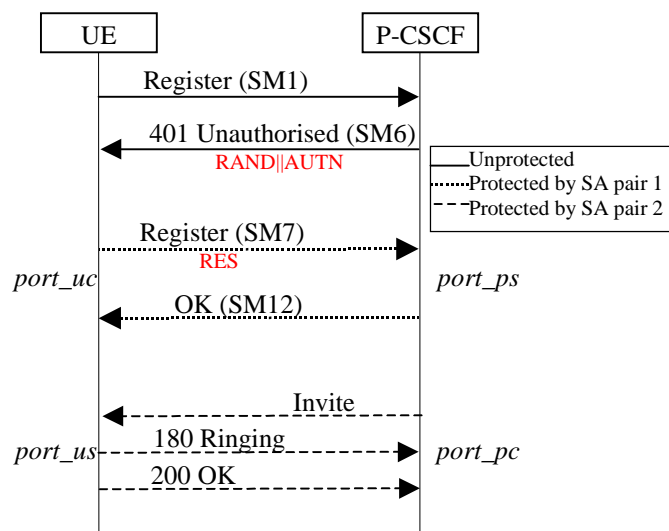 UE
P-CSCF
Register (SM1)
401 Unauthorised (SM6)
RAND||AUTN
Unprotected
Protected by SA pair 1
Protected by SA pair 2
Register (SM7)
RES
port_uc
port_ps
OK (SM12)
Invite
180 Ringing
port_us
port_pc
200 OK